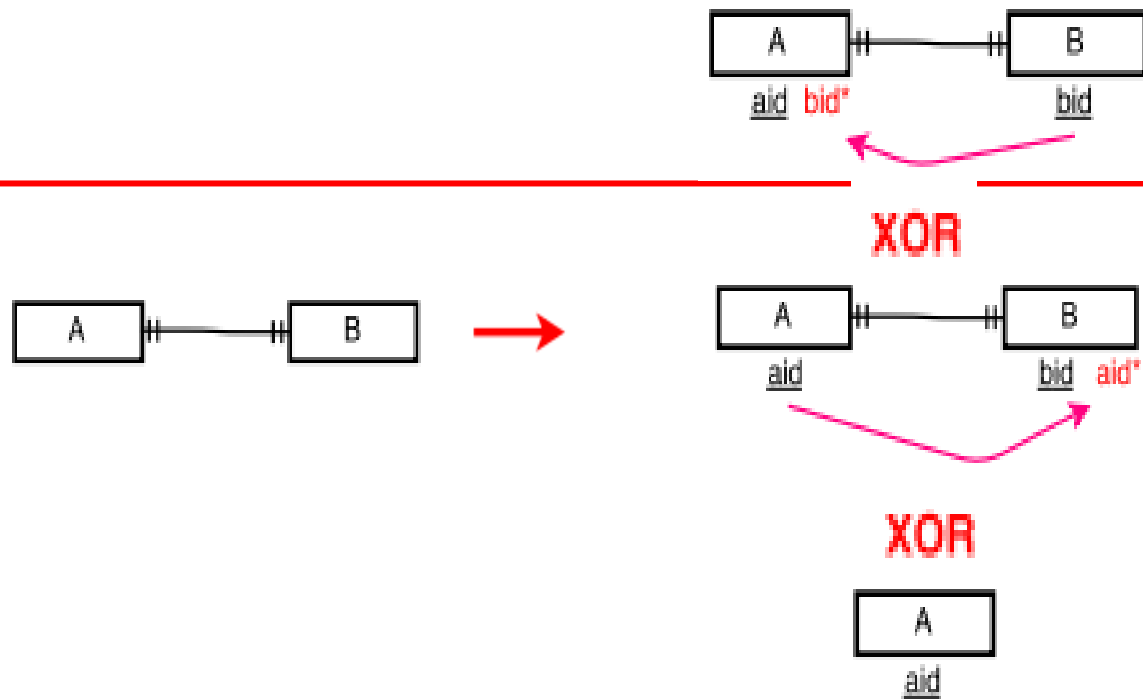 A B
aid bid* bid
XOR
A B A B
aid bid aid*
XOR
A
aid